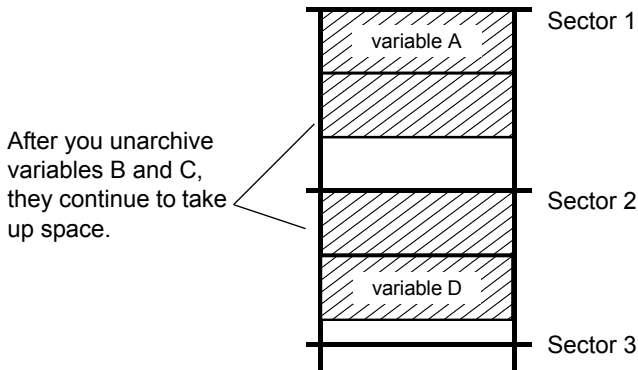 Sector 1
variable A
After you unarchive
variables B and C,
they continue to take
up space.
Sector 2
variable D
Sector 3